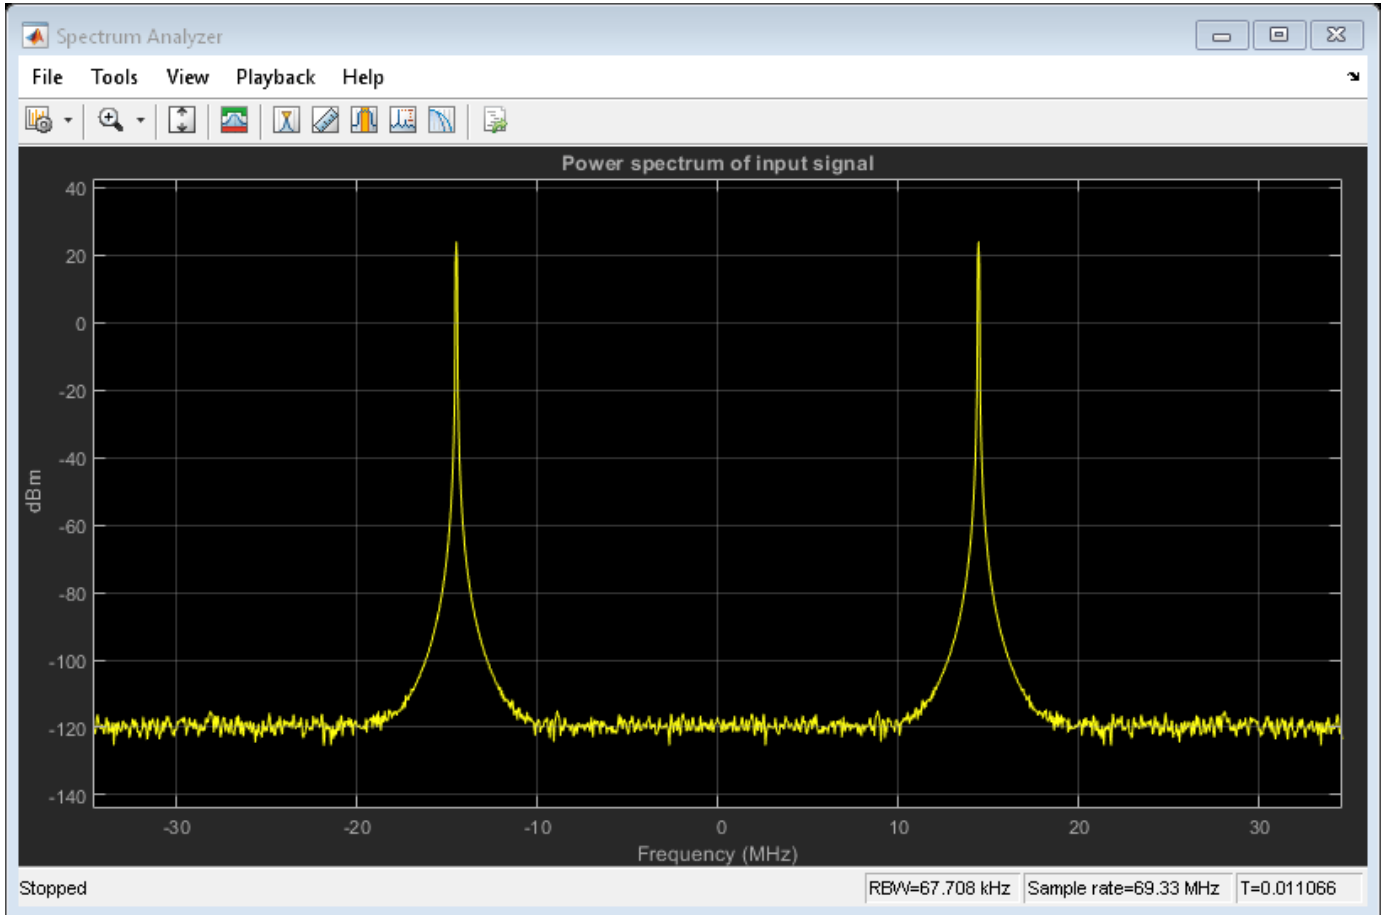 Spectrum Analyzer
File Tools View Playback Help
Power spectrum of input signal
40
20
0
-20
-40
-60
-80
-100
-120
-140
dBm
-30 -20 -10 0 10 20 30
Frequency (MHz)
Stopped RBW=67.708 kHz Sample rate=69.33 MHz T=0.011066